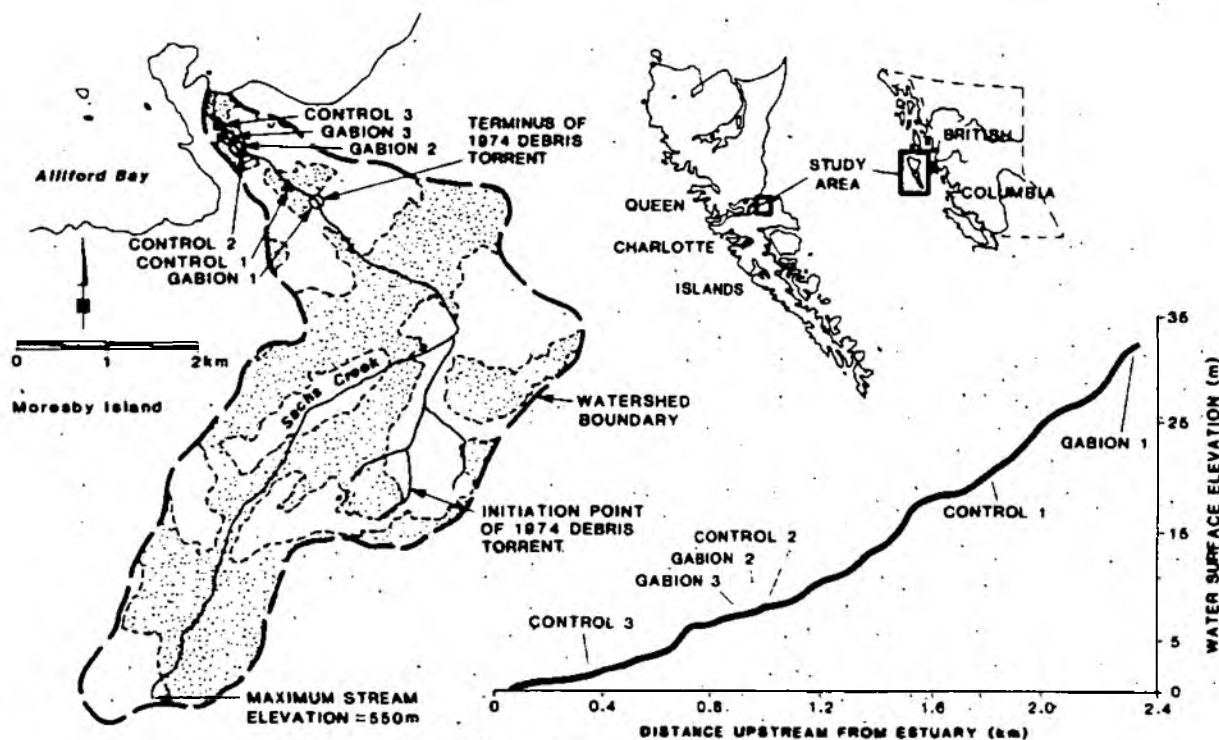 CONTROL 3
GABION 3
GABION 2
TERMINUS OF
1974 DEBRIS
TORRENT
Alliford Bay
CONTROL 2
CONTROL 1
GABION 1
0 1 2km
Moresby Island
Sachs Creek
WATERSHED
BOUNDARY
INITIATION POINT
OF 1974 DEBRIS
TORRENT.
MAXIMUM STREAM
ELEVATION = 550m
QUEEN
CHARLOTTE
ISLANDS
STUDY
AREA
BRITISH
COLUMBIA
35
25
15
5
0
WATER SURFACE ELEVATION (m)
GABION 1
CONTROL 1
CONTROL 2
GABION 2
GABION 3
CONTROL 3
0 0.4 0.8 1.2 1.6 2.0 2.4
DISTANCE UPSTREAM FROM ESTUARY (km)